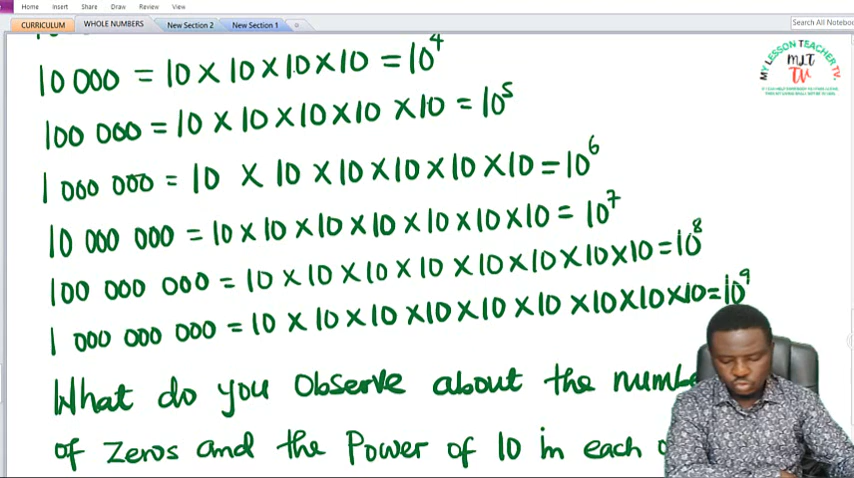 Home Insert Share Draw History Review View
CURRICULUM WHOLE NUMBERS New Section 2 New Section 1
Search All Notebo
MY LESSON TEACHER TV.
MLT
TV
10 000 = 10 X 10 X 10 X 10 = 10⁴
100 000 = 10 X 10 X 10 X 10 X 10 = 10⁵
1 000 000 = 10 X 10 X 10 X 10 X 10 X 10 = 10⁶
10 000 000 = 10 X 10 X 10 X 10 X 10 X 10 X 10 = 10⁷
100 000 000 = 10 X 10 X 10 X 10 X 10 X 10 X 10 X 10 = 10⁸
1 000 000 000 = 10 X 10 X 10 X 10 X 10 X 10 X 10 X 10 X 10 = 10⁹
What do you observe about the numbe
of zeros and the Power of 10 in each